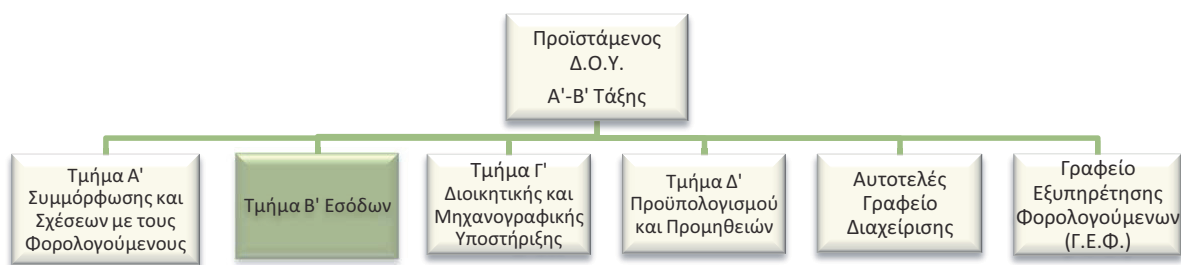 Προϊστάμενος
Δ.Ο.Υ.
Α'-Β' Τάξης
Τμήμα Α'
Συμμόρφωσης και
Σχέσεων με τους
Φορολογούμενους
Τμήμα Β' Εσόδων
Τμήμα Γ'
Διοικητικής και
Μηχανογραφικής
Υποστήριξης
Τμήμα Δ'
Προϋπολογισμού
και Προμηθειών
Αυτοτελές
Γραφείο
Διαχείρισης
Γραφείο
Εξυπηρέτησης
Φορολογούμενων
(Γ.Ε.Φ.)